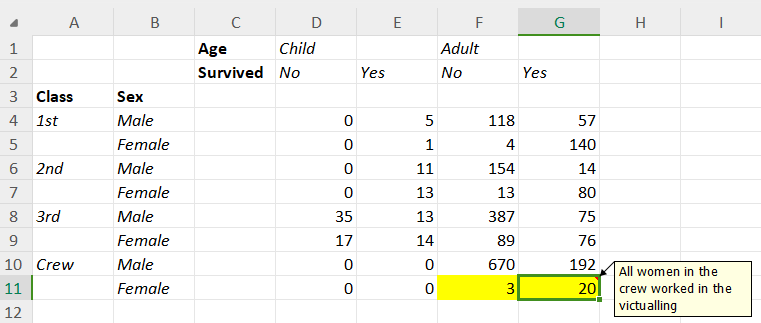 A B C D E F G H I
1 Age Child Adult
2 Survived No Yes No Yes
3 Class Sex
4 1st Male 0 5 118 57
5 Female 0 1 4 140
6 2nd Male 0 11 154 14
7 Female 0 13 13 80
8 3rd Male 35 13 387 75
9 Female 17 14 89 76
10 Crew Male 0 0 670 192
11 Female 0 0 3 20
12
All women in the
crew worked in the
victualling